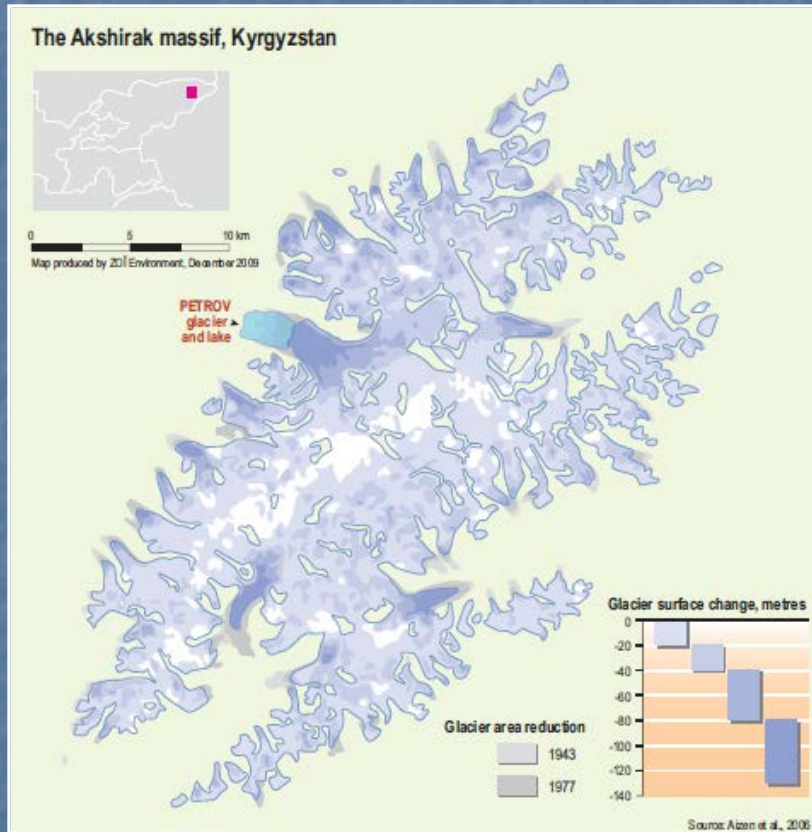 The Akshirak massif, Kyrgyzstan
0 5 10 km
Map produced by ZOÏ Environment, December 2009
PETROV
glacier
and lake
Glacier surface change, metres
0
-20
-40
-60
-80
-100
-120
-140
Glacier area reduction
1943
1977
Source: Aizen et al., 2006